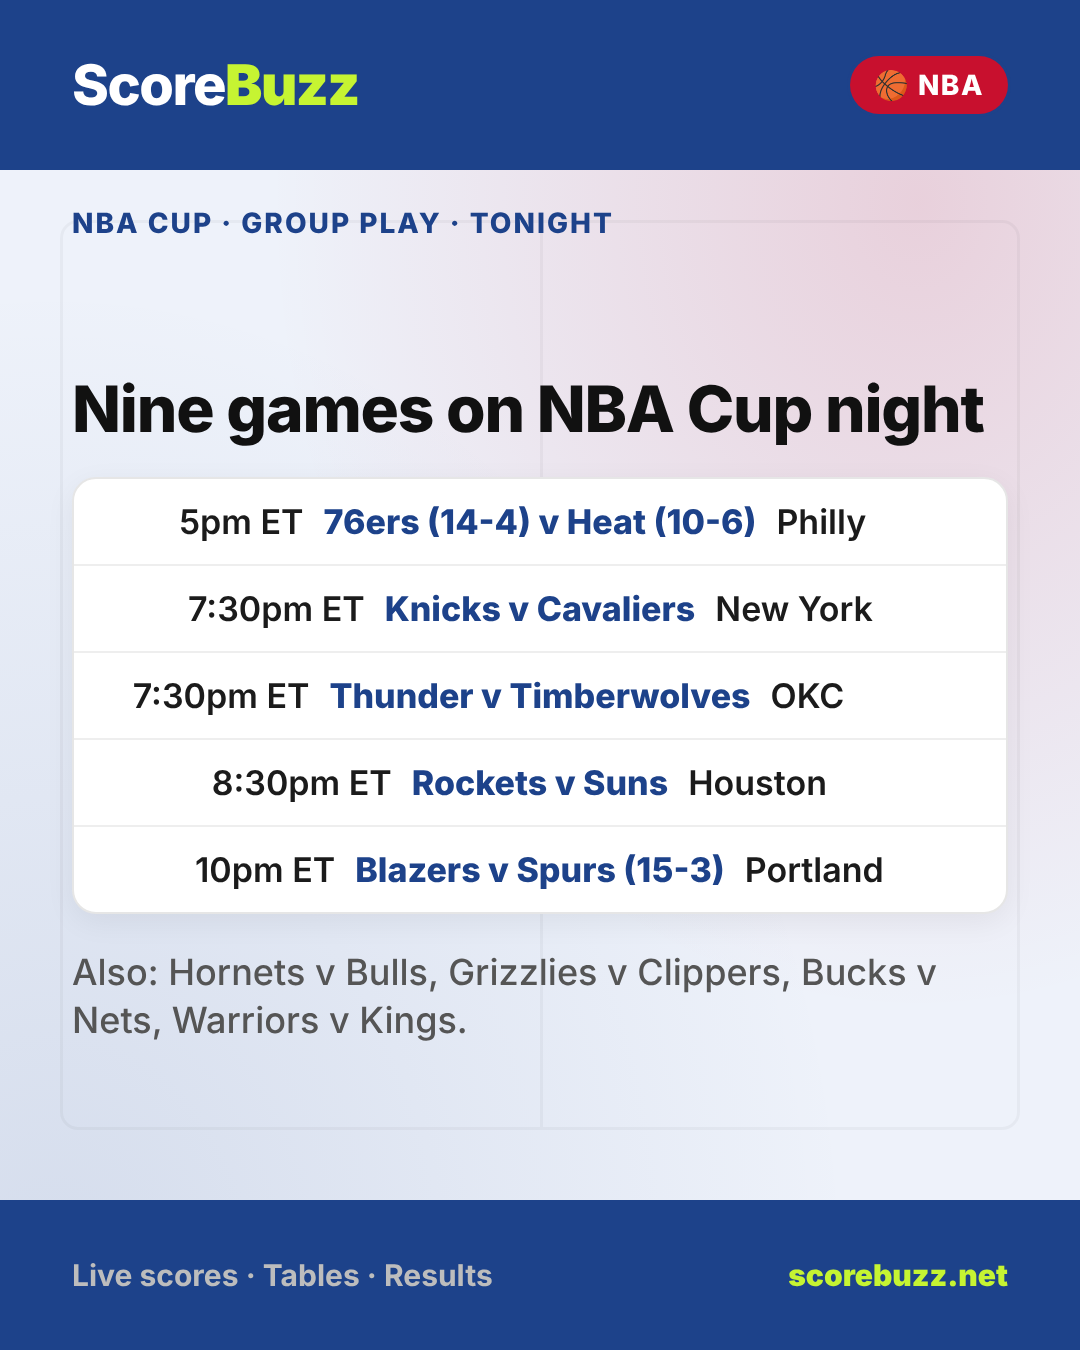 ScoreBuzz
🏀 NBA
NBA CUP · GROUP PLAY · TONIGHT
Nine games on NBA Cup night
5pm ET 76ers (14-4) v Heat (10-6) Philly
7:30pm ET Knicks v Cavaliers New York
7:30pm ET Thunder v Timberwolves OKC
8:30pm ET Rockets v Suns Houston
10pm ET Blazers v Spurs (15-3) Portland
Also: Hornets v Bulls, Grizzlies v Clippers, Bucks v
Nets, Warriors v Kings.
Live scores · Tables · Results
scorebuzz.net